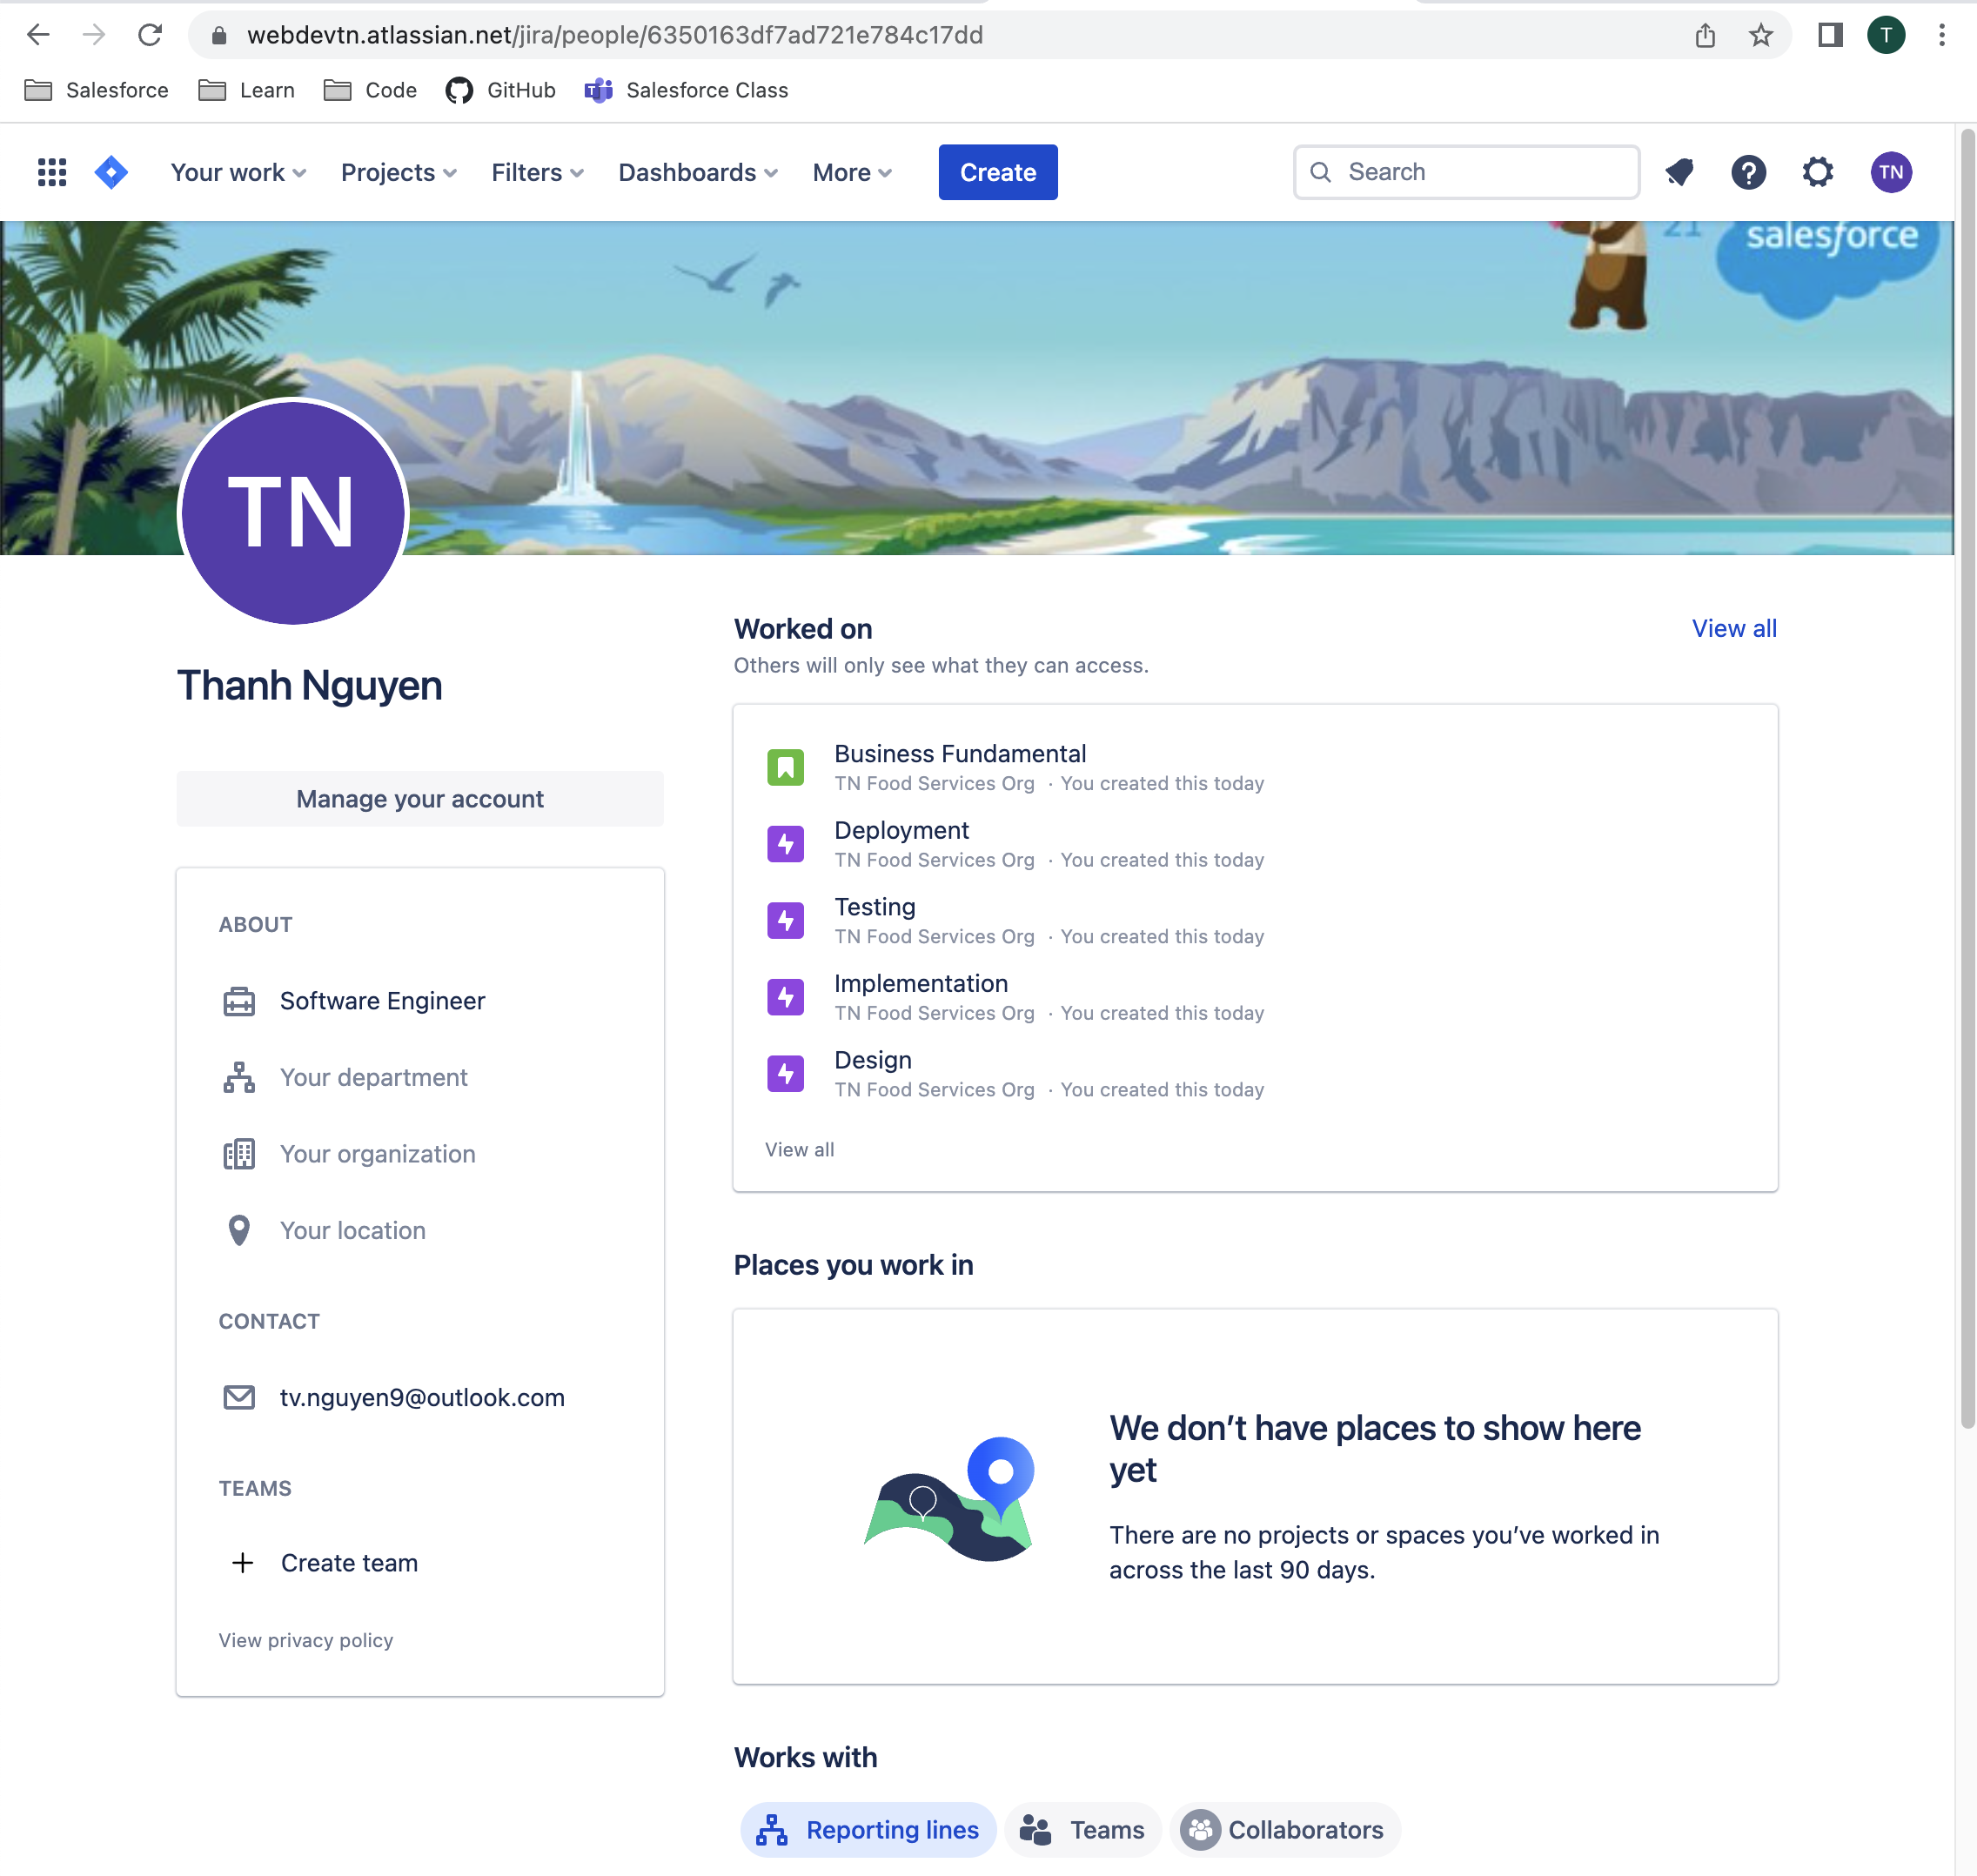 webdevtn.atlassian.net/jira/people/6350163df7ad721e784c17dd
T
Salesforce
Learn
Code
GitHub
Salesforce Class
Your work
Projects
Filters
Dashboards
More
Create
Search
TN
21
salesforce
TN
Thanh Nguyen
Manage your account
ABOUT
Software Engineer
Your department
Your organization
Your location
CONTACT
tv.nguyen9@outlook.com
TEAMS
Create team
View privacy policy
Worked on
View all
Others will only see what they can access.
Business Fundamental
TN Food Services Org · You created this today
Deployment
TN Food Services Org · You created this today
Testing
TN Food Services Org · You created this today
Implementation
TN Food Services Org · You created this today
Design
TN Food Services Org · You created this today
View all
Places you work in
We don’t have places to show here
yet
There are no projects or spaces you’ve worked in
across the last 90 days.
Works with
Reporting lines
Teams
Collaborators